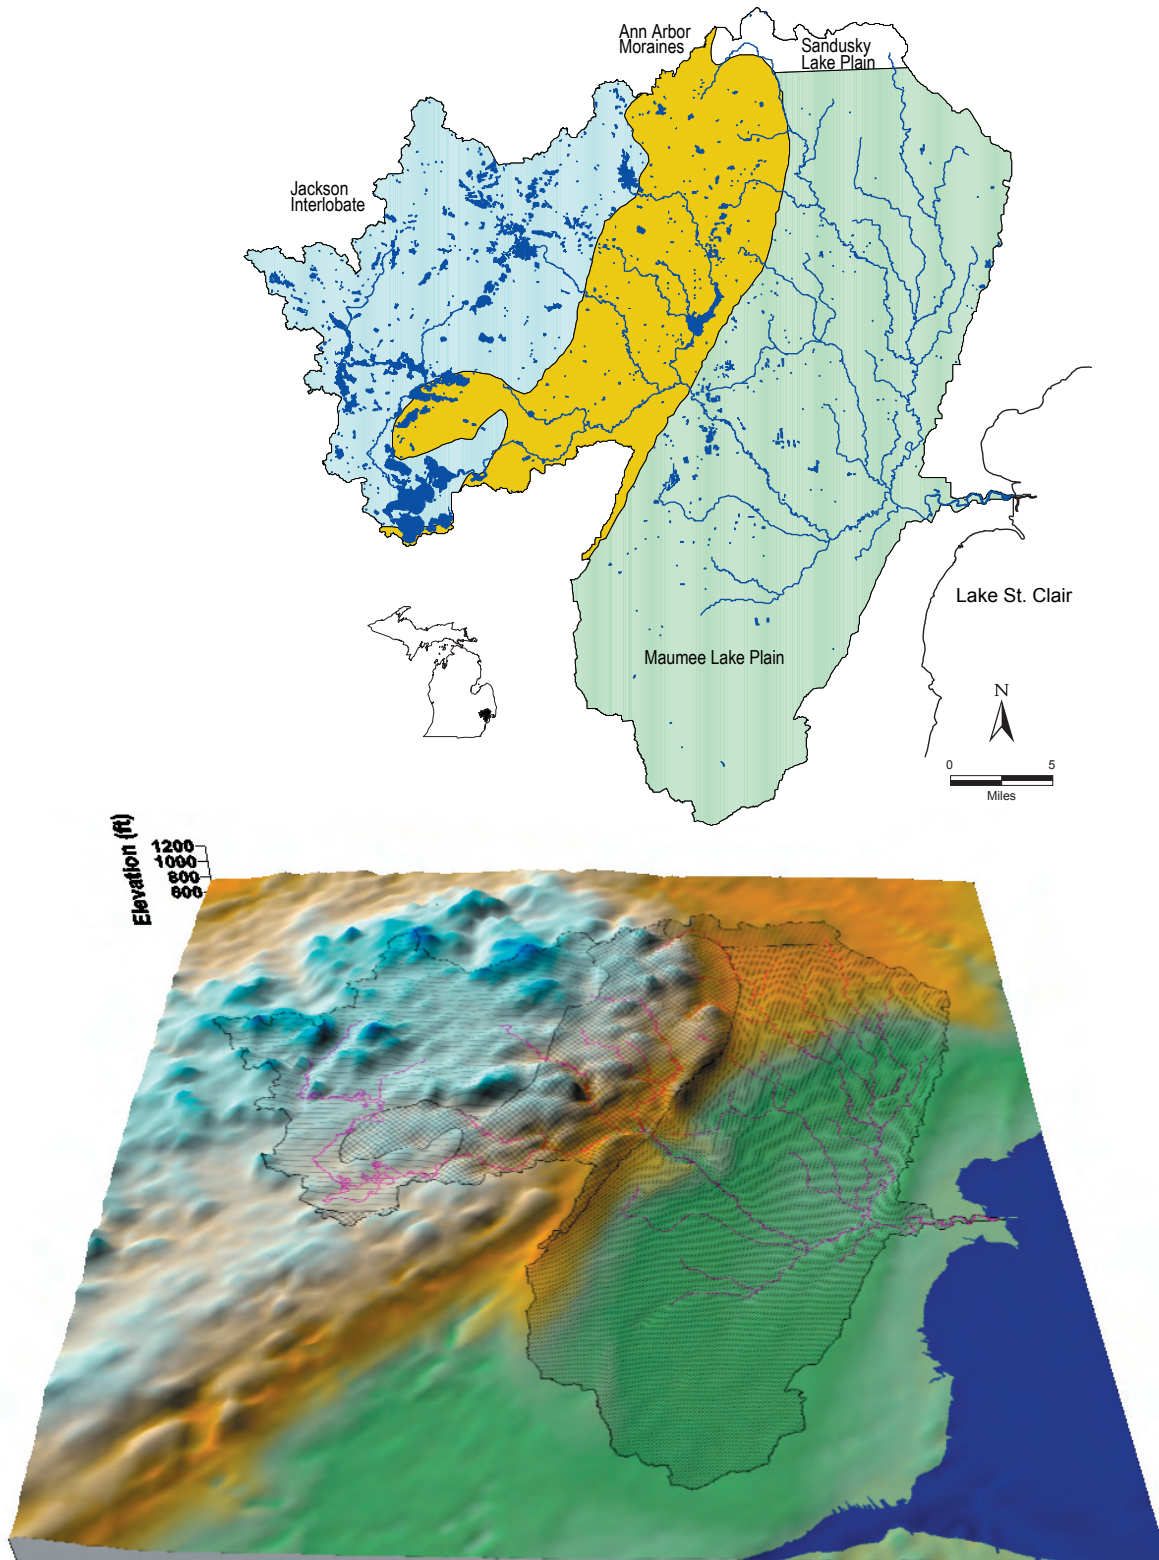 Ann Arbor
Moraines
Sandusky
Lake Plain
Jackson
Interlobate
Lake St. Clair
Maumee Lake Plain
N
0 5
Miles
Elevation (ft)
1200
1000
800
600